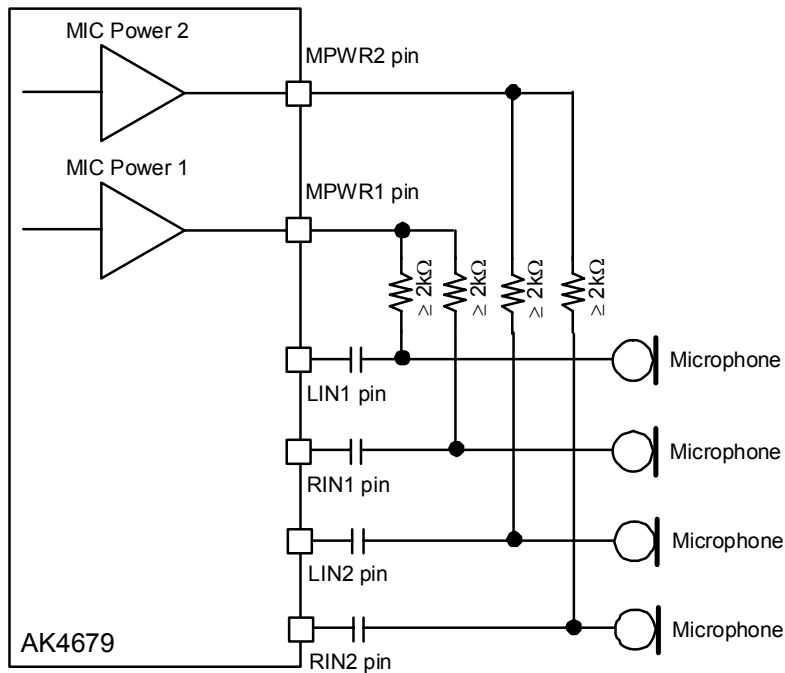 MIC Power 2
MPWR2 pin
MIC Power 1
MPWR1 pin
≥ 2kΩ
≥ 2kΩ
≥ 2kΩ
≥ 2kΩ
Microphone
LIN1 pin
Microphone
RIN1 pin
Microphone
LIN2 pin
Microphone
AK4679
RIN2 pin